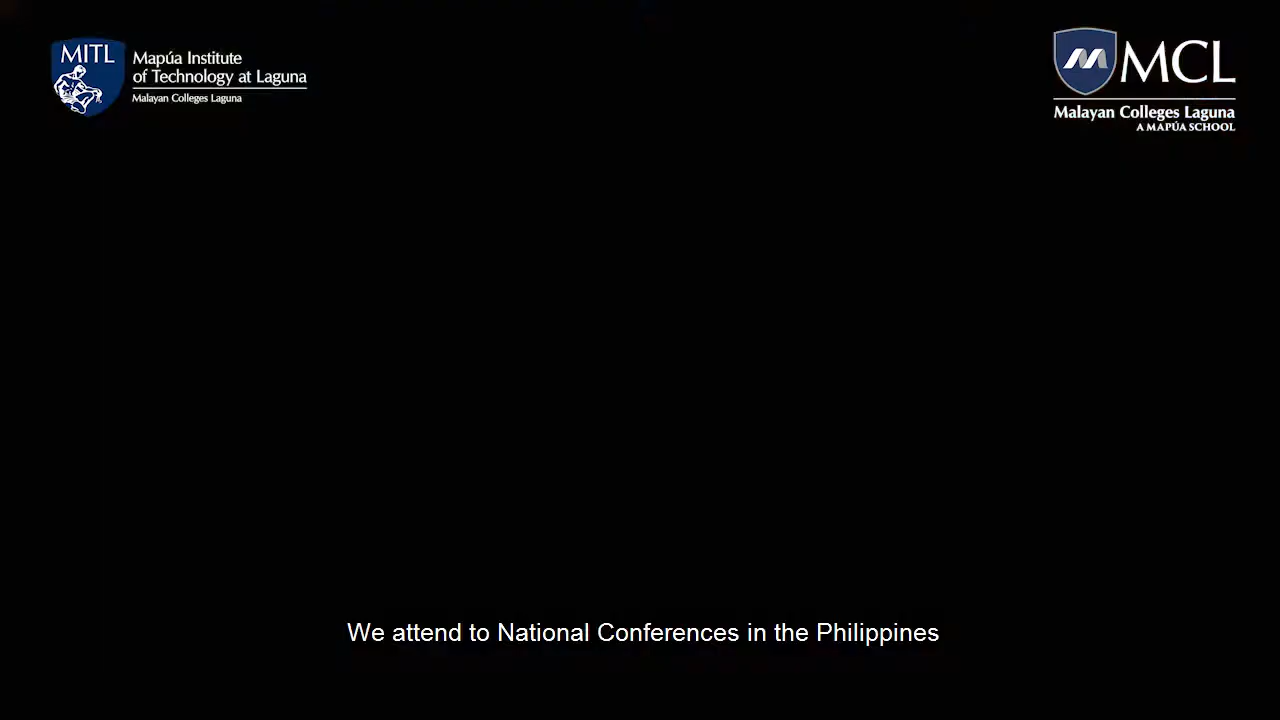 MITL
Mapúa Institute
of Technology at Laguna
Malayan Colleges Laguna
MCL
Malayan Colleges Laguna
A MAPÚA SCHOOL
We attend to National Conferences in the Philippines